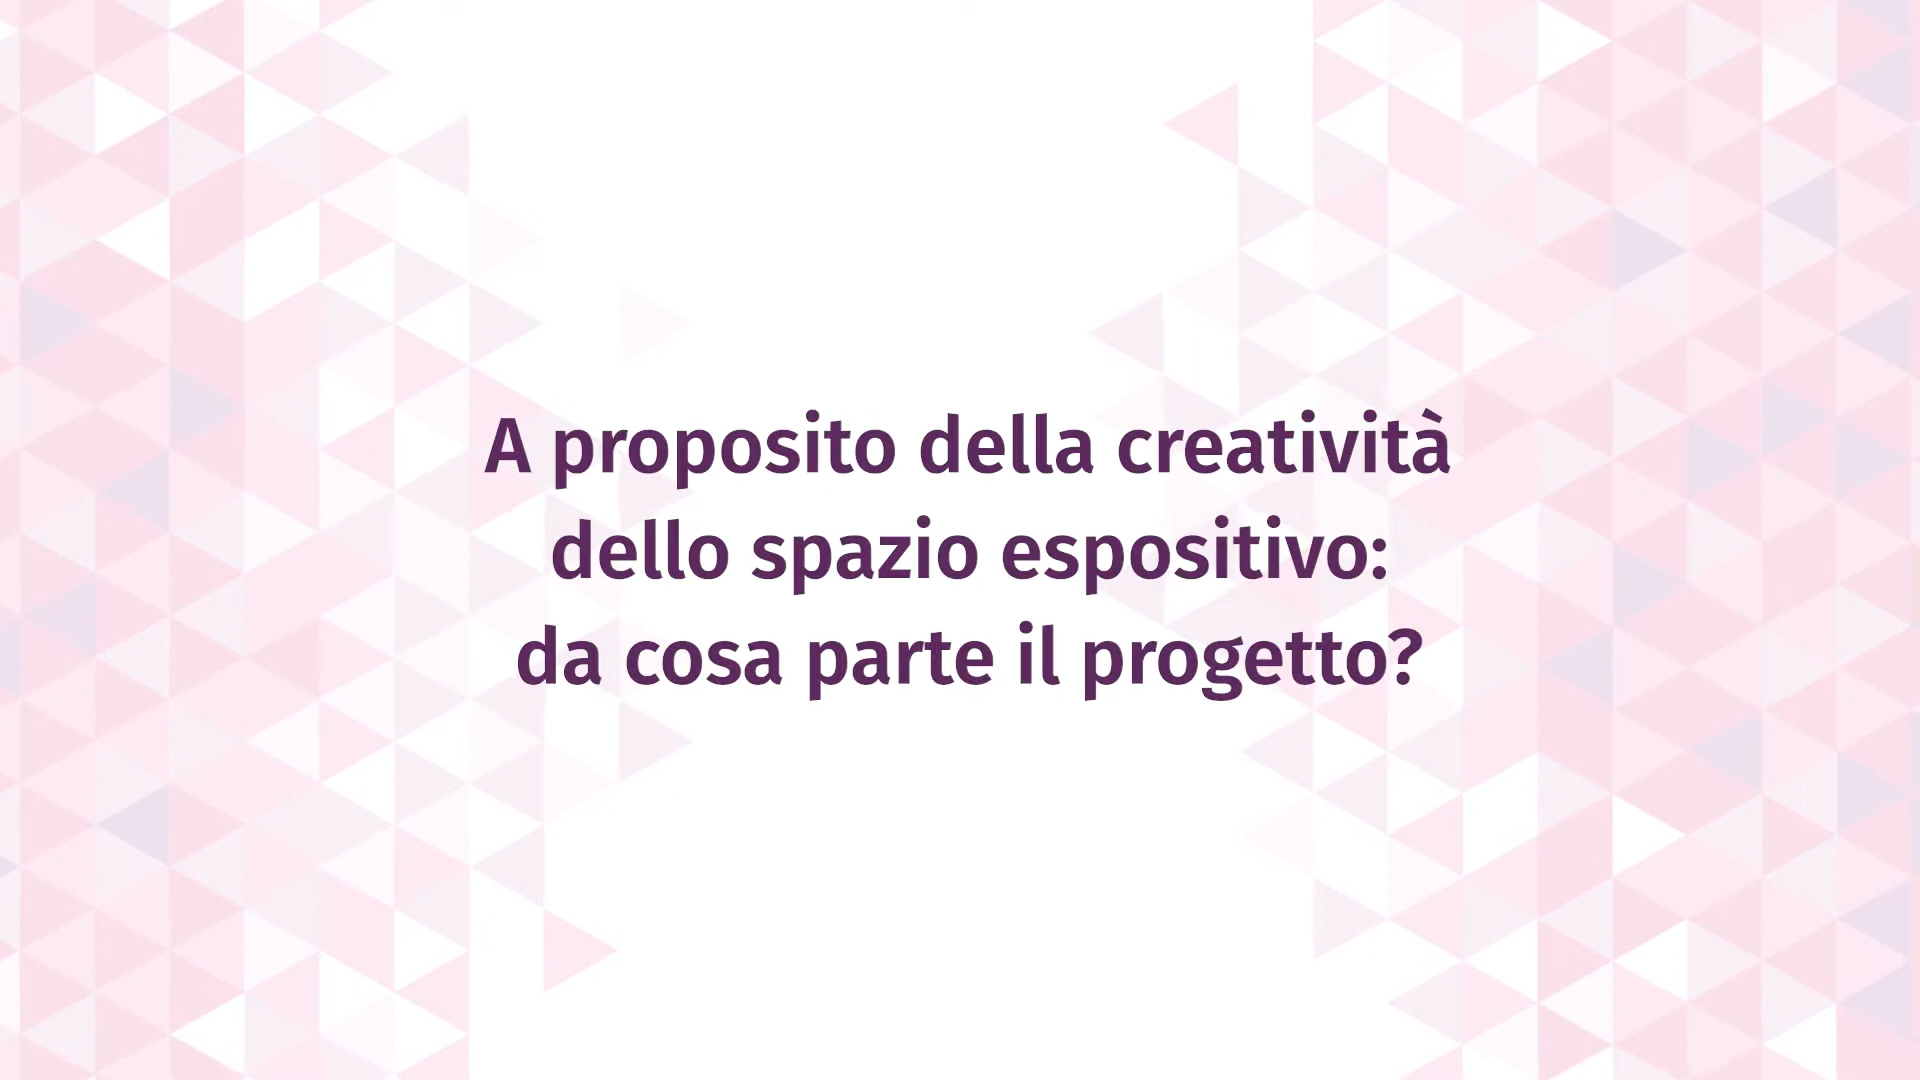 A proposito della creatività
dello spazio espositivo:
da cosa parte il progetto?